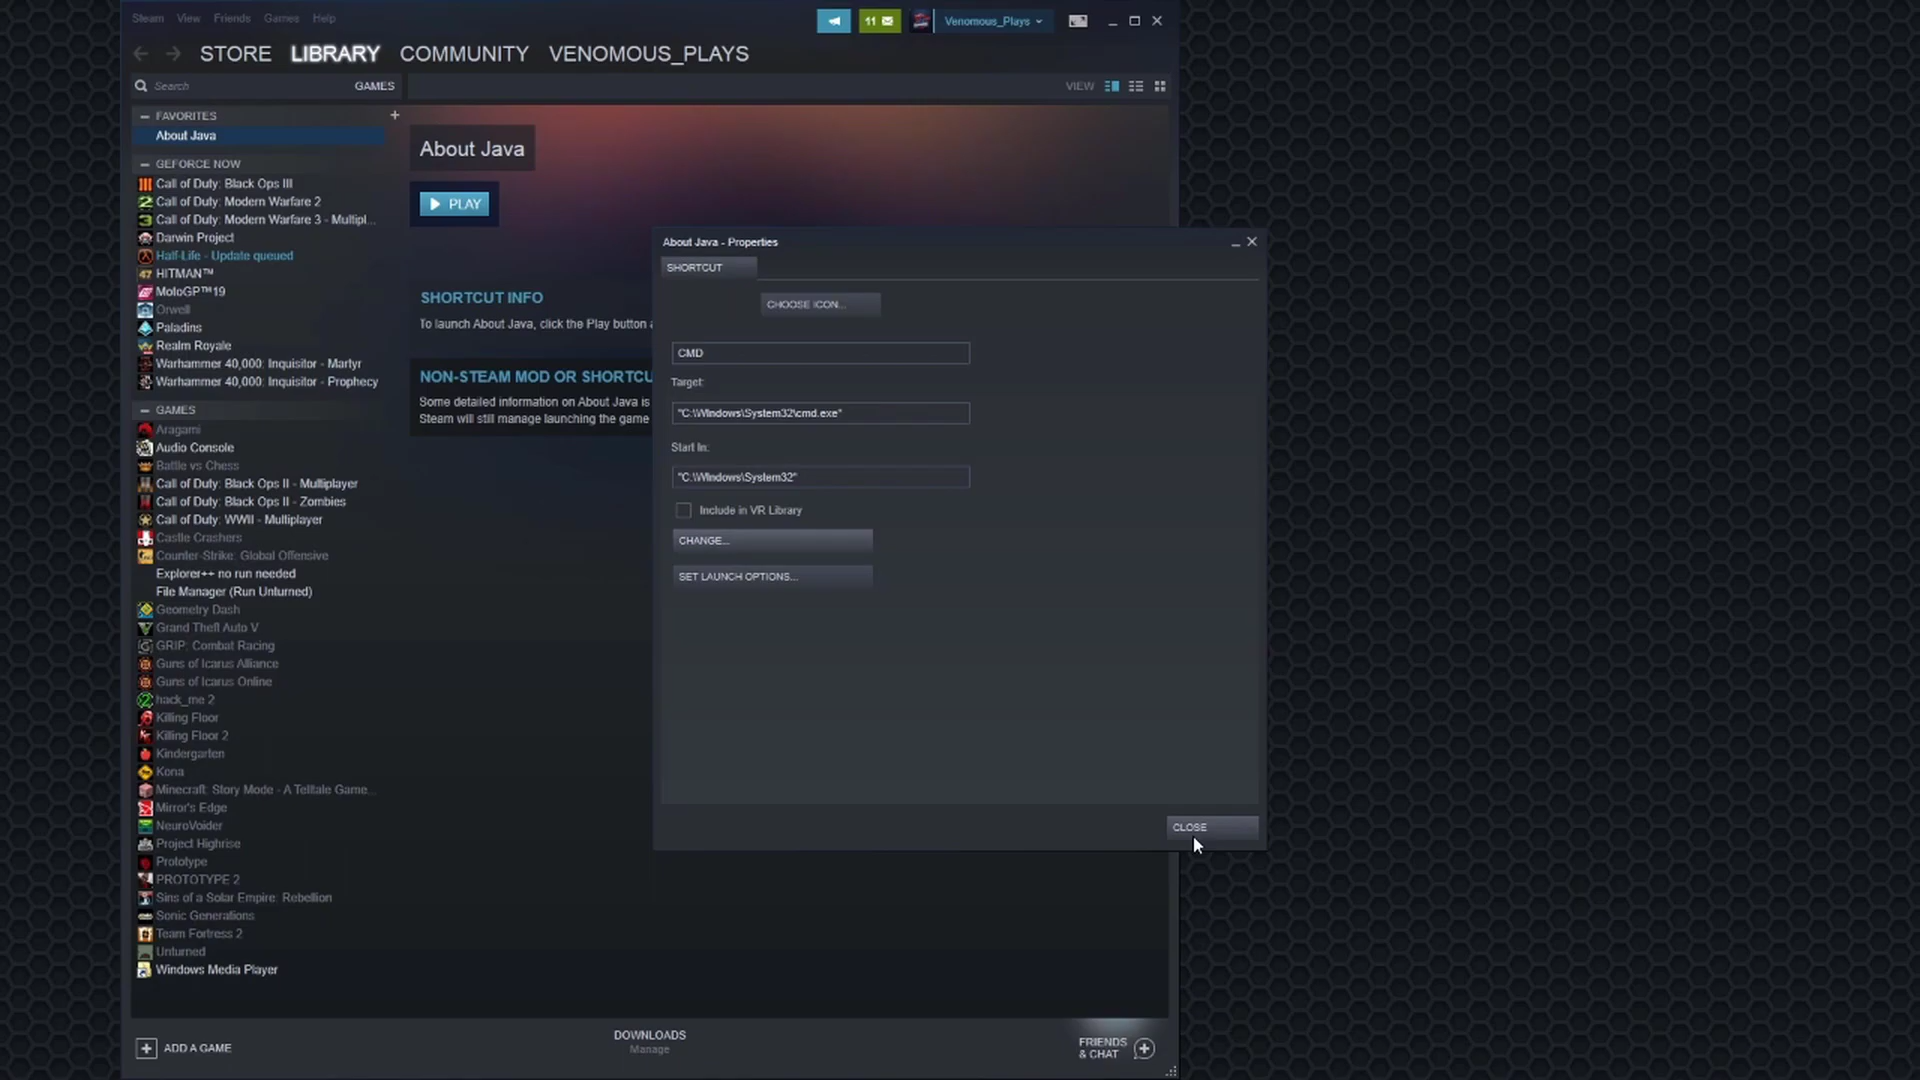 Steam View Friends Games Help
11
Venomous_Plays
STORE LIBRARY COMMUNITY VENOMOUS_PLAYS
Search GAMES
VIEW
— FAVORITES +
About Java
— GEFORCE NOW
Call of Duty: Black Ops III
Call of Duty: Modern Warfare 2
Call of Duty: Modern Warfare 3 - Multipl...
Darwin Project
Half-Life - Update queued
HITMAN™
MotoGP™19
Orwell
Paladins
Realm Royale
Warhammer 40,000: Inquisitor - Martyr
Warhammer 40,000: Inquisitor - Prophecy
— GAMES
Aragami
Audio Console
Battle vs Chess
Call of Duty: Black Ops II - Multiplayer
Call of Duty: Black Ops II - Zombies
Call of Duty: WWII - Multiplayer
Castle Crashers
Counter-Strike: Global Offensive
Explorer++ no run needed
File Manager (Run Unturned)
Geometry Dash
Grand Theft Auto V
GRIP: Combat Racing
Guns of Icarus Alliance
Guns of Icarus Online
hack_me 2
Killing Floor
Killing Floor 2
Kindergarten
Kona
Minecraft: Story Mode - A Telltale Game...
Mirror's Edge
NeuroVoider
Project Highrise
Prototype
PROTOTYPE 2
Sins of a Solar Empire: Rebellion
Sonic Generations
Team Fortress 2
Unturned
Windows Media Player
About Java
PLAY
SHORTCUT INFO
To launch About Java, click the Play button a
NON-STEAM MOD OR SHORTCU
Some detailed information on About Java is
Steam will still manage launching the game
About Java - Properties
SHORTCUT
CHOOSE ICON...
CMD
Target:
"C:\Windows\System32\cmd.exe"
Start In:
"C:\Windows\System32"
Include in VR Library
CHANGE...
SET LAUNCH OPTIONS...
CLOSE
ADD A GAME
DOWNLOADS
Manage
FRIENDS
& CHAT